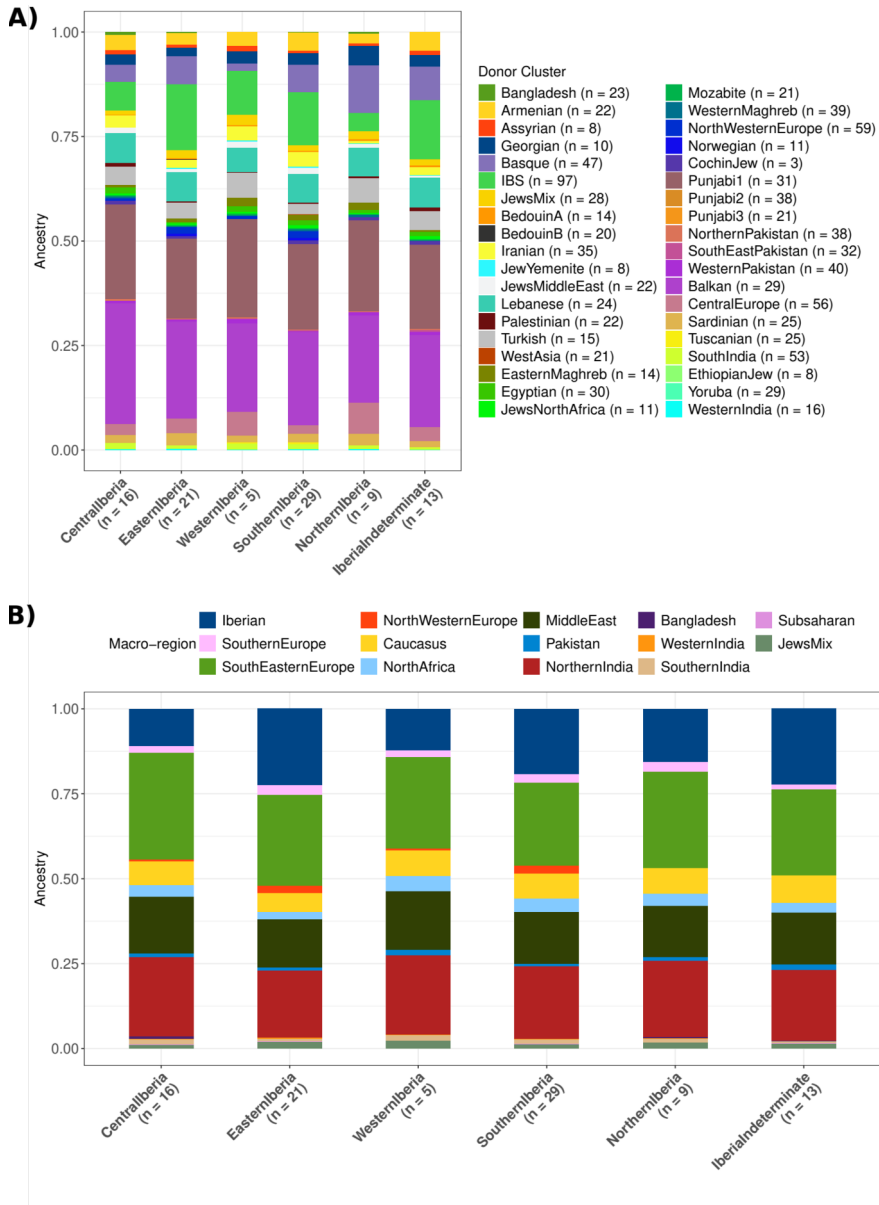 A)
1.00
0.75
0.50
0.25
0.00
Ancestry
CentralIberia
(n = 16)
EasternIberia
(n = 21)
WesternIberia
(n = 5)
SouthernIberia
(n = 29)
NorthernIberia
(n = 9)
IberiaIndeterminate
(n = 13)
Donor Cluster
Bangladesh (n = 23)
Armenian (n = 22)
Assyrian (n = 8)
Georgian (n = 10)
Basque (n = 47)
IBS (n = 97)
JewsMix (n = 28)
BedouinA (n = 14)
BedouinB (n = 20)
Iranian (n = 35)
JewYemenite (n = 8)
JewsMiddleEast (n = 22)
Lebanese (n = 24)
Palestinian (n = 22)
Turkish (n = 15)
WestAsia (n = 21)
EasternMaghreb (n = 14)
Egyptian (n = 30)
JewsNorthAfrica (n = 11)
Mozabite (n = 21)
WesternMaghreb (n = 39)
NorthWesternEurope (n = 59)
Norwegian (n = 11)
CochinJew (n = 3)
Punjabi1 (n = 31)
Punjabi2 (n = 38)
Punjabi3 (n = 21)
NorthernPakistan (n = 38)
SouthEastPakistan (n = 32)
WesternPakistan (n = 40)
Balkan (n = 29)
CentralEurope (n = 56)
Sardinian (n = 25)
Tuscanian (n = 25)
SouthIndia (n = 53)
EthiopianJew (n = 8)
Yoruba (n = 29)
WesternIndia (n = 16)
B)
Macro−region
Iberian
SouthernEurope
SouthEasternEurope
NorthWesternEurope
Caucasus
NorthAfrica
MiddleEast
Pakistan
NorthernIndia
Bangladesh
WesternIndia
SouthernIndia
Subsaharan
JewsMix
1.00
0.75
0.50
0.25
0.00
Ancestry
CentralIberia
(n = 16)
EasternIberia
(n = 21)
WesternIberia
(n = 5)
SouthernIberia
(n = 29)
NorthernIberia
(n = 9)
IberiaIndeterminate
(n = 13)